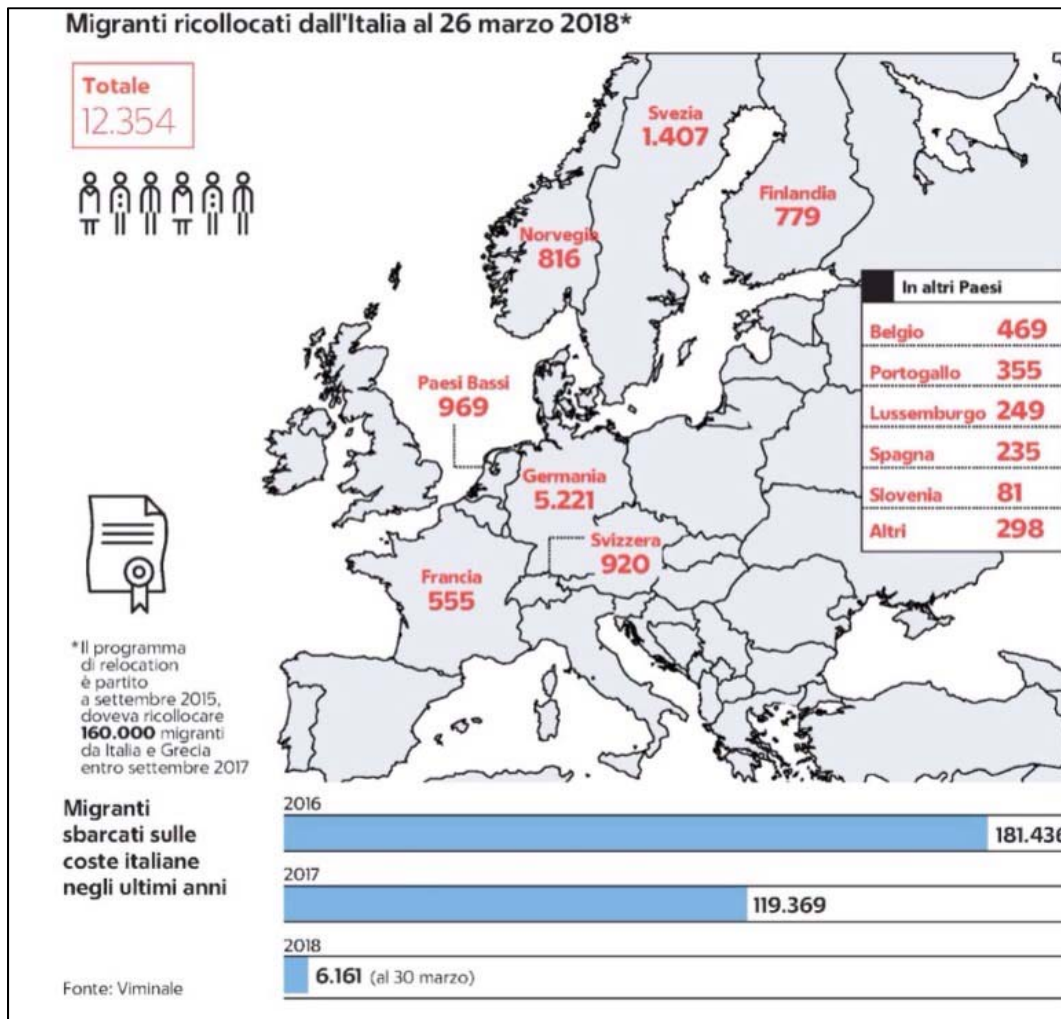 Migranti ricollocati dall'Italia al 26 marzo 2018*
Totale
12.354
Svezia
1.407
Finlandia
779
Norvegia
816
In altri Paesi
Belgio 469
Portogallo 355
Lussemburgo 249
Spagna 235
Slovenia 81
Altri 298
Paesi Bassi
969
Germania
5.221
Svizzera
920
Francia
555
*Il programma
di relocation
è partito
a settembre 2015,
doveva ricollocare
160.000 migranti
da Italia e Grecia
entro settembre 2017
Migranti
sbarcati sulle
coste italiane
negli ultimi anni
2016
181.436
2017
119.369
2018
6.161 (al 30 marzo)
Fonte: Viminale